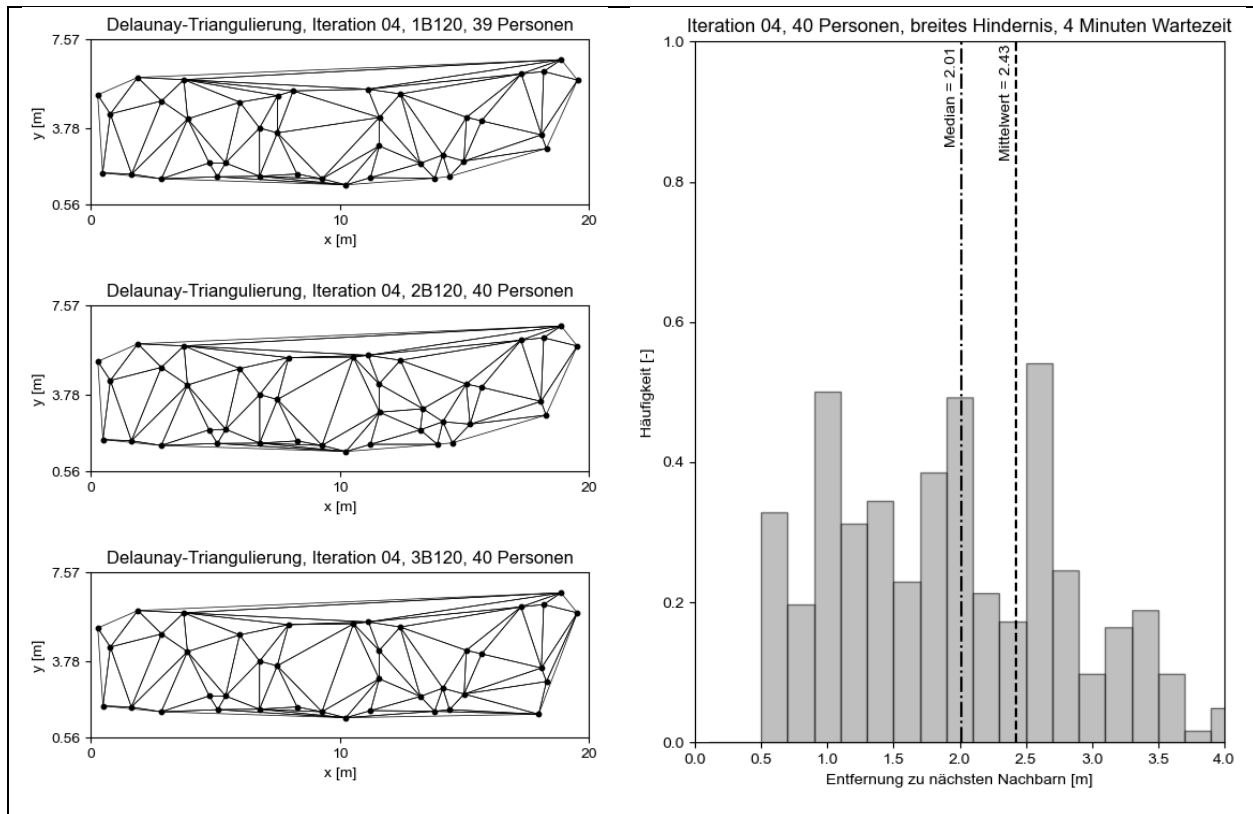 Delaunay-Triangulierung, Iteration 04, 1B120, 39 Personen
7.57
y [m]
3.78
0.56
0
10
20
x [m]
Delaunay-Triangulierung, Iteration 04, 2B120, 40 Personen
7.57
y [m]
3.78
0.56
0
10
20
x [m]
Delaunay-Triangulierung, Iteration 04, 3B120, 40 Personen
7.57
y [m]
3.78
0.56
0
10
20
x [m]
Iteration 04, 40 Personen, breites Hindernis, 4 Minuten Wartezeit
1.0
0.8
0.6
0.4
0.2
0.0
Häufigkeit [-]
Median = 2.01
Mittelwert = 2.43
0.0
0.5
1.0
1.5
2.0
2.5
3.0
3.5
4.0
Entfernung zu nächsten Nachbarn [m]